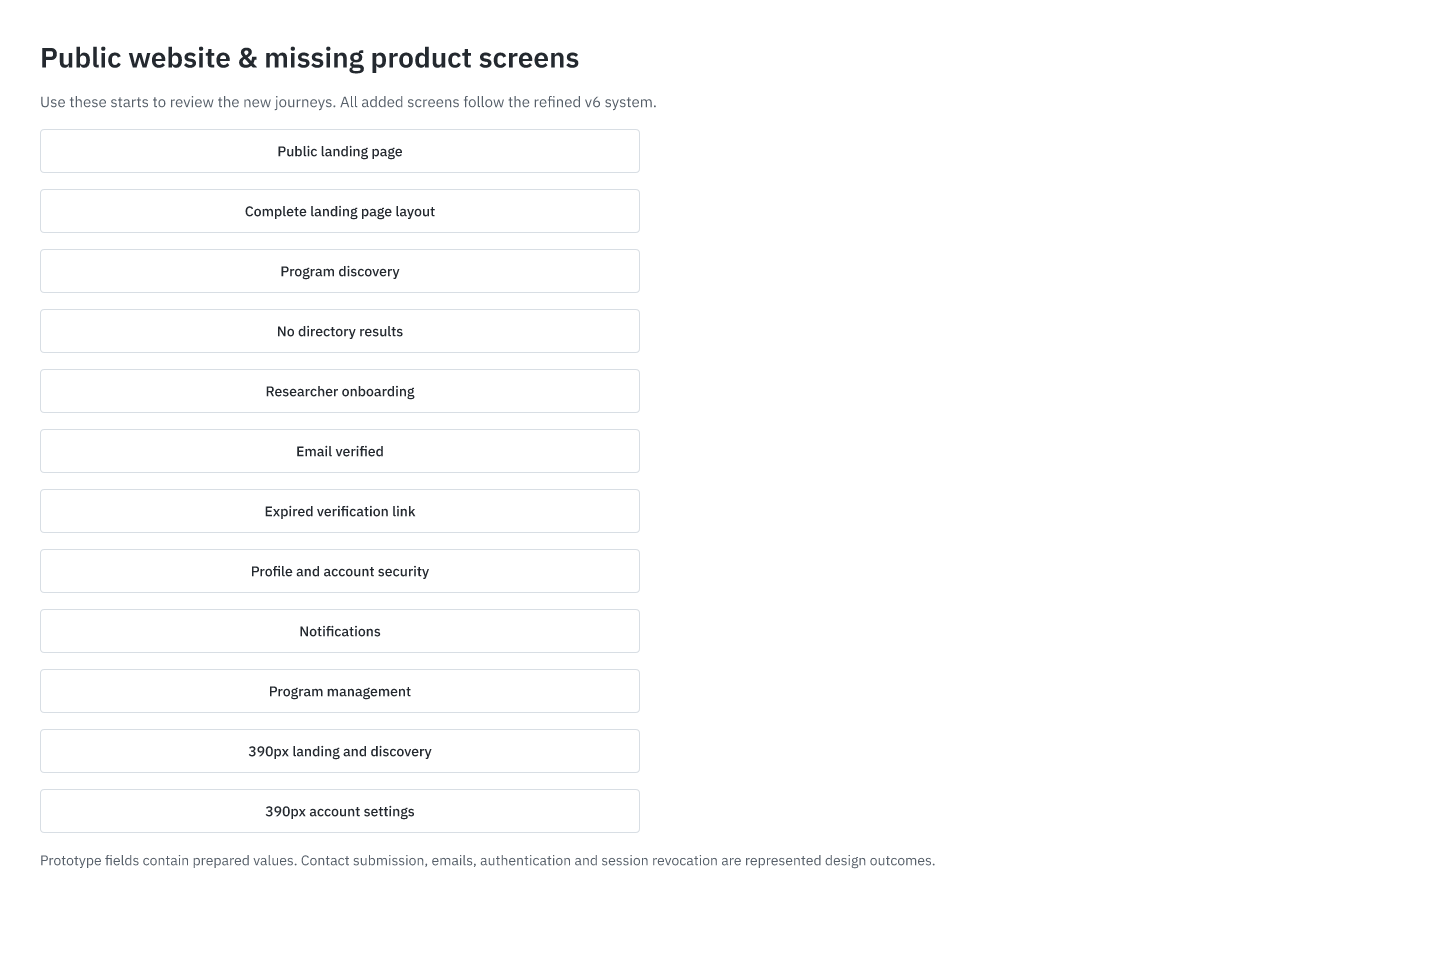 Public website & missing product screens
Use these starts to review the new journeys. All added screens follow the refined v6 system.
Public landing page
Complete landing page layout
Program discovery
No directory results
Researcher onboarding
Email verified
Expired verification link
Profile and account security
Notifications
Program management
390px landing and discovery
390px account settings
Prototype fields contain prepared values. Contact submission, emails, authentication and session revocation are represented design outcomes.